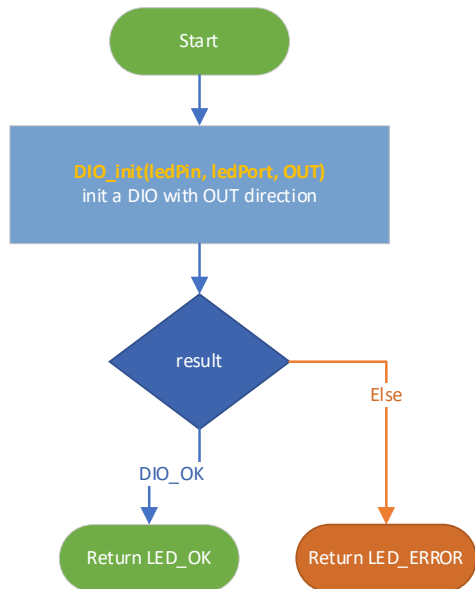 Start
DIO_init(ledPin, ledPort, OUT)
init a DIO with OUT direction
result
Else
DIO_OK
Return LED_OK
Return LED_ERROR